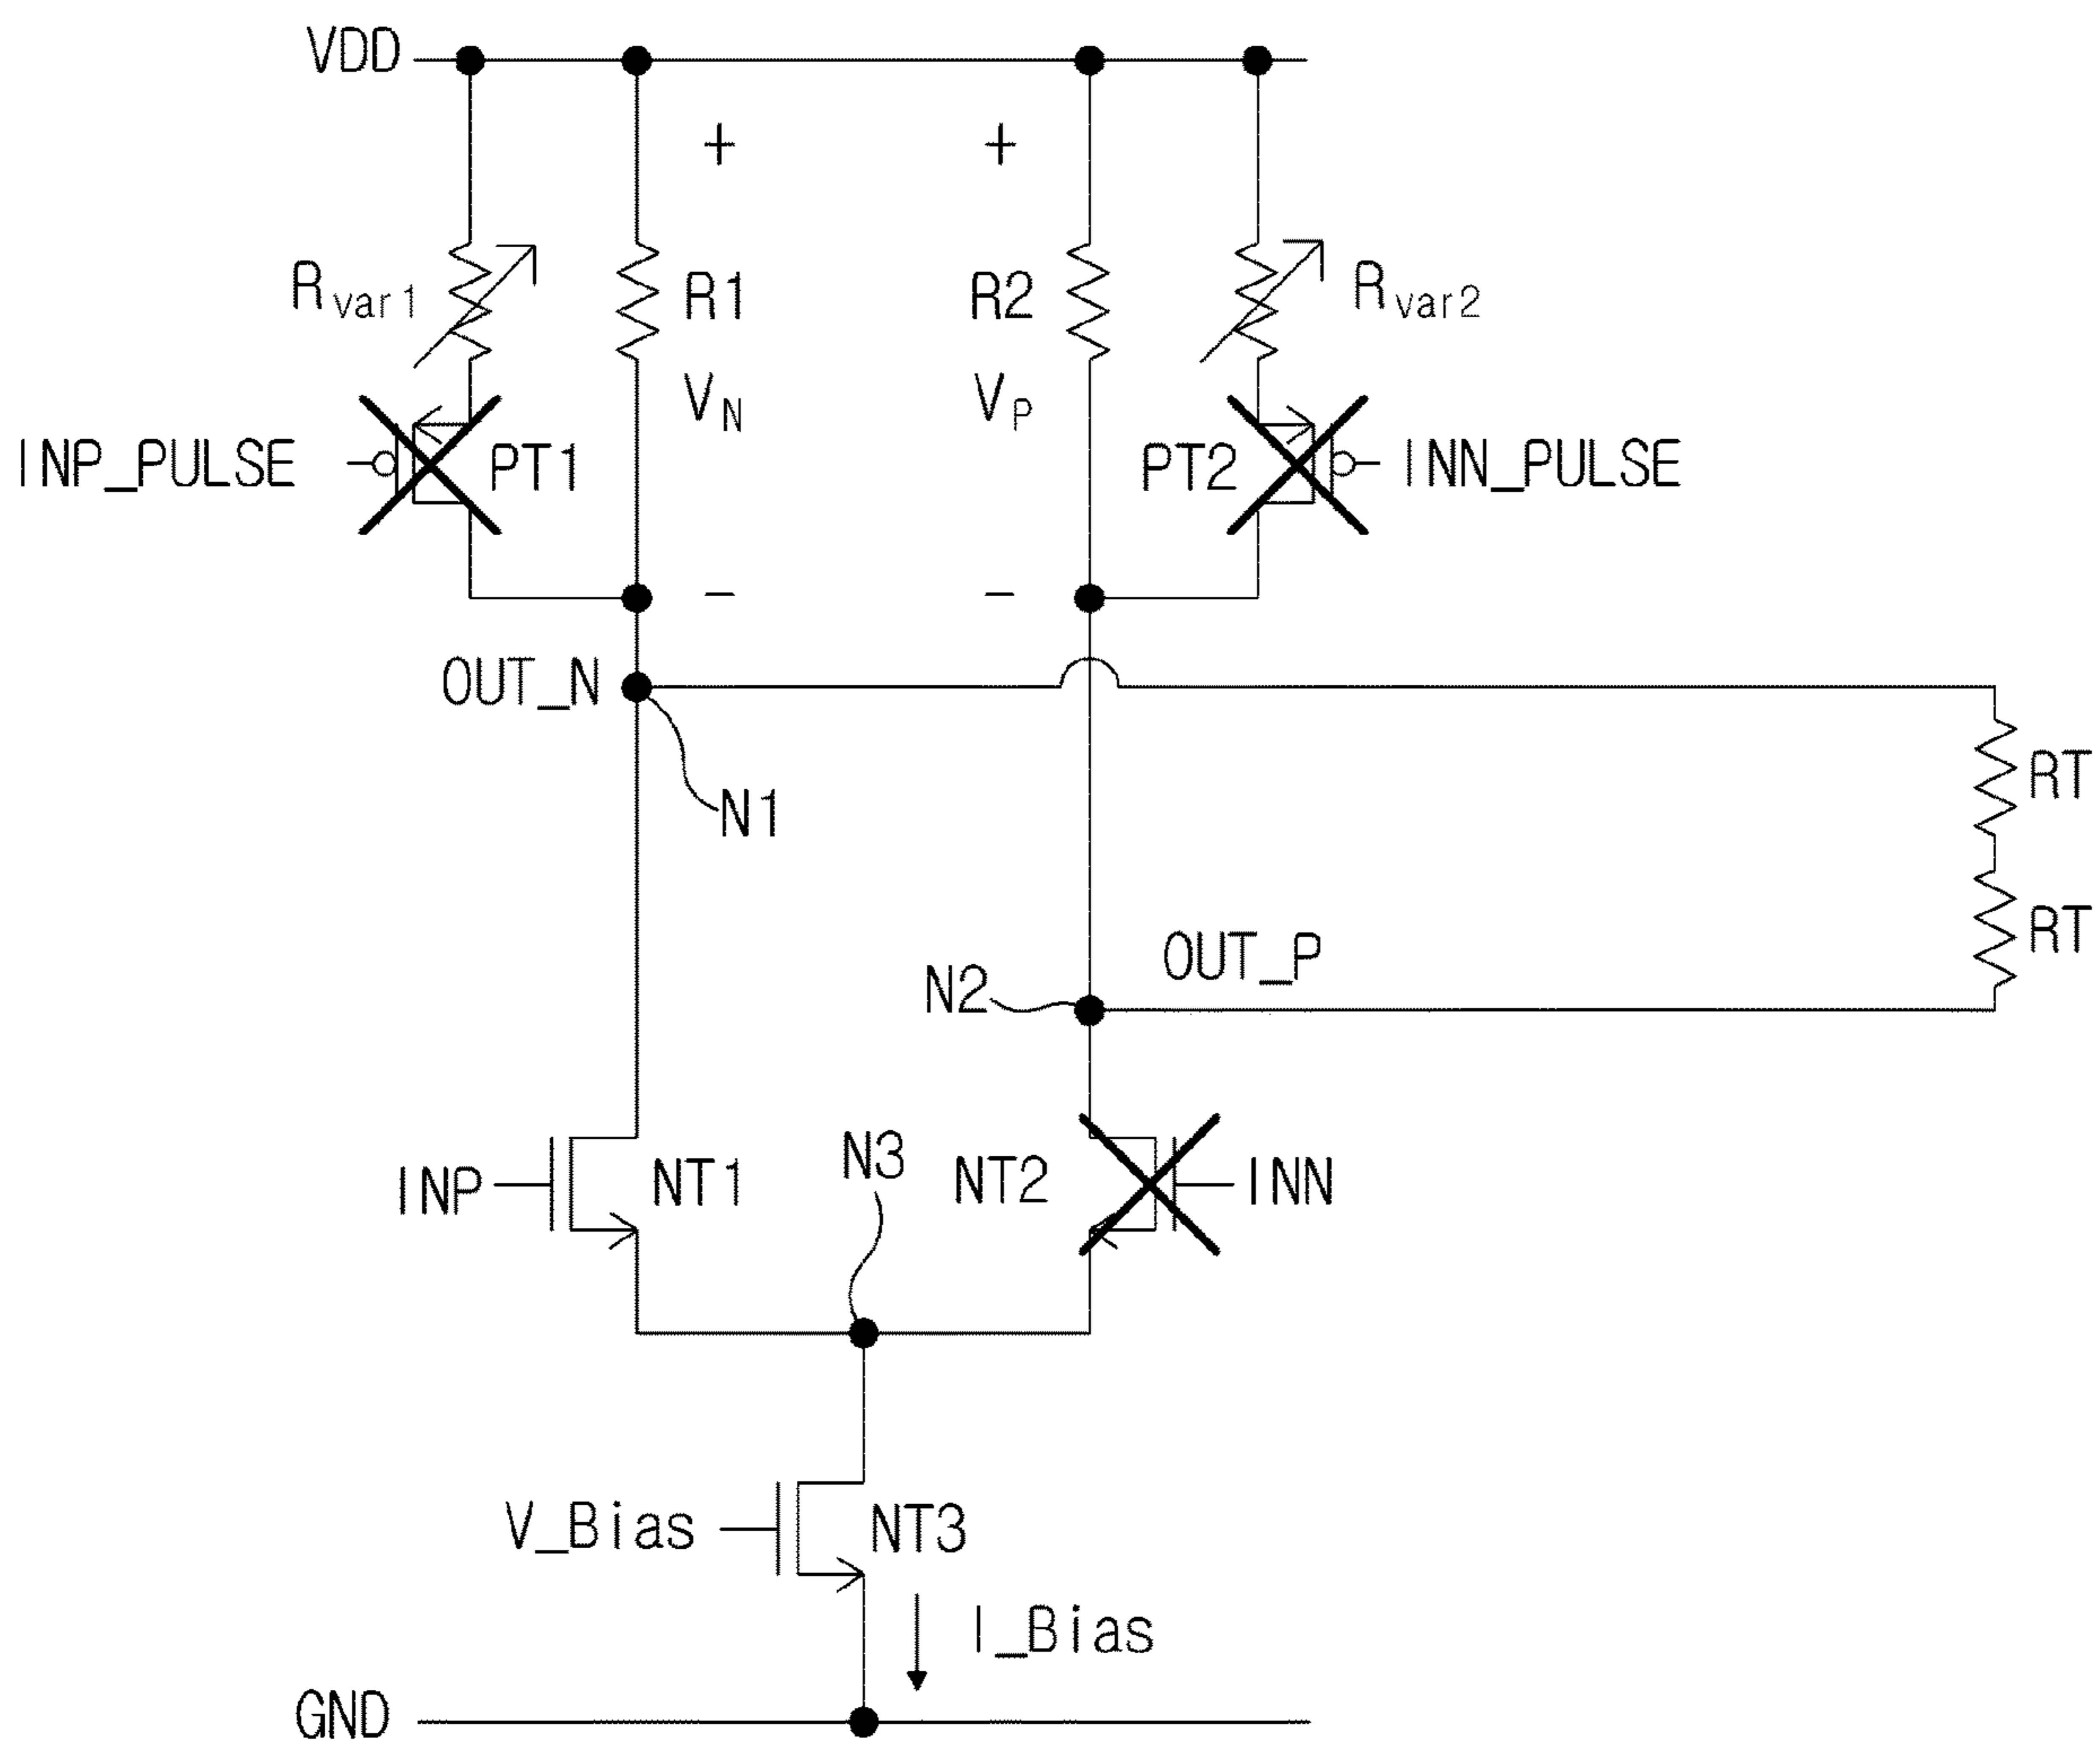 VDD
+ +
Rvar1 R1 R2 Rvar2
VN VP
INP_PULSE PT1 PT2 INN_PULSE
- -
OUT_N
N1
RT
RT
OUT_P
N2
N3
INP NT1 NT2 INN
V_Bias NT3
I_Bias
GND